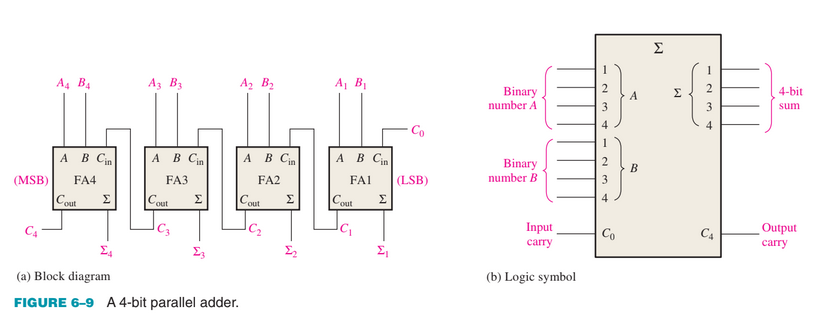 A4 B4 A3 B3 A2 B2 A1 B1
C0
A B Cin A B Cin A B Cin A B Cin
(MSB) FA4 FA3 FA2 FA1 (LSB)
Cout Σ Cout Σ Cout Σ Cout Σ
C4 C3 C2 C1
Σ4 Σ3 Σ2 Σ1
(a) Block diagram
Σ
Binary
number A
1
2
3
4
A
Binary
number B
1
2
3
4
B
Input
carry
C0
Σ
1
2
3
4
4-bit
sum
C4
Output
carry
(b) Logic symbol
FIGURE 6–9 A 4-bit parallel adder.